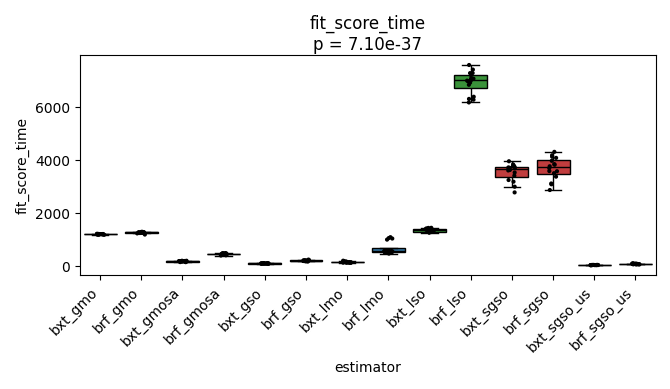 fit_score_time
p = 7.10e-37
fit_score_time
6000
4000
2000
0
bxt_gmo
brf_gmo
bxt_gmosa
brf_gmosa
bxt_gso
brf_gso
bxt_lmo
brf_lmo
bxt_lso
brf_lso
bxt_sgso
brf_sgso
bxt_sgso_us
brf_sgso_us
estimator